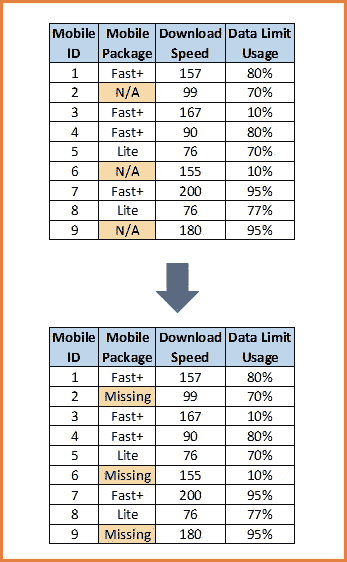 Mobile Mobile Download Data Limit
ID Package Speed Usage
1 Fast+ 157 80%
2 N/A 99 70%
3 Fast+ 167 10%
4 Fast+ 90 80%
5 Lite 76 70%
6 N/A 155 10%
7 Fast+ 200 95%
8 Lite 76 77%
9 N/A 180 95%
Mobile Mobile Download Data Limit
ID Package Speed Usage
1 Fast+ 157 80%
2 Missing 99 70%
3 Fast+ 167 10%
4 Fast+ 90 80%
5 Lite 76 70%
6 Missing 155 10%
7 Fast+ 200 95%
8 Lite 76 77%
9 Missing 180 95%